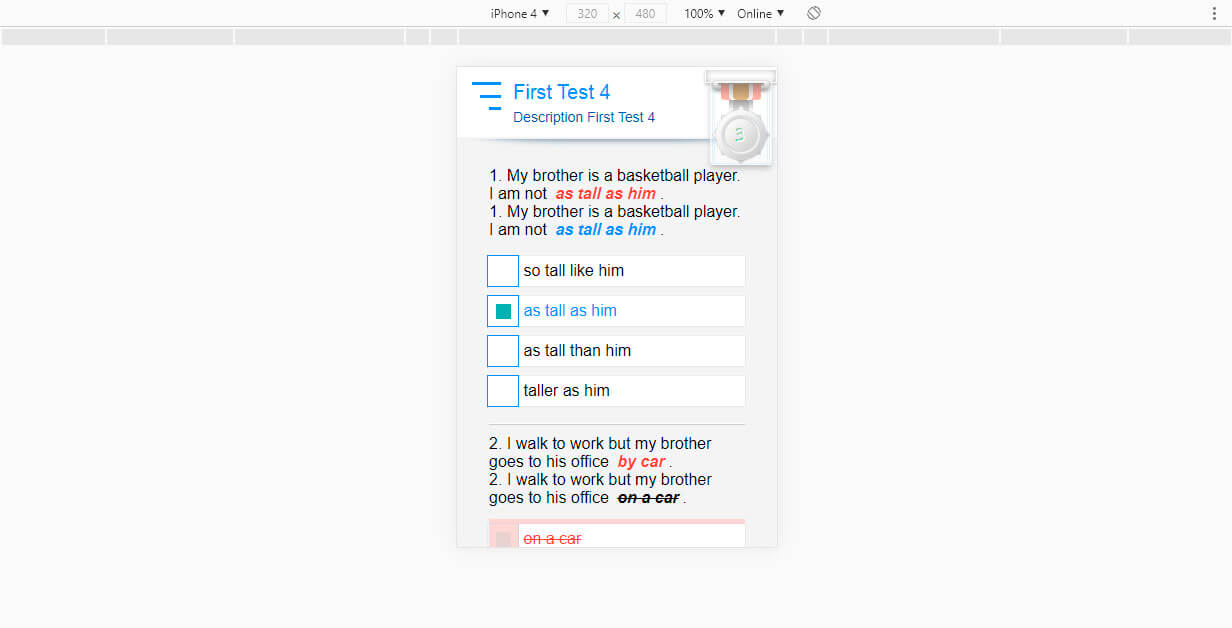 iPhone 4 ▼ 320 × 480 100% ▼ Online ▼
First Test 4
Description First Test 4
1. My brother is a basketball player.
I am not as tall as him .
1. My brother is a basketball player.
I am not as tall as him .
so tall like him
as tall as him
as tall than him
taller as him
2. I walk to work but my brother
goes to his office by car .
2. I walk to work but my brother
goes to his office on a car .
on a car